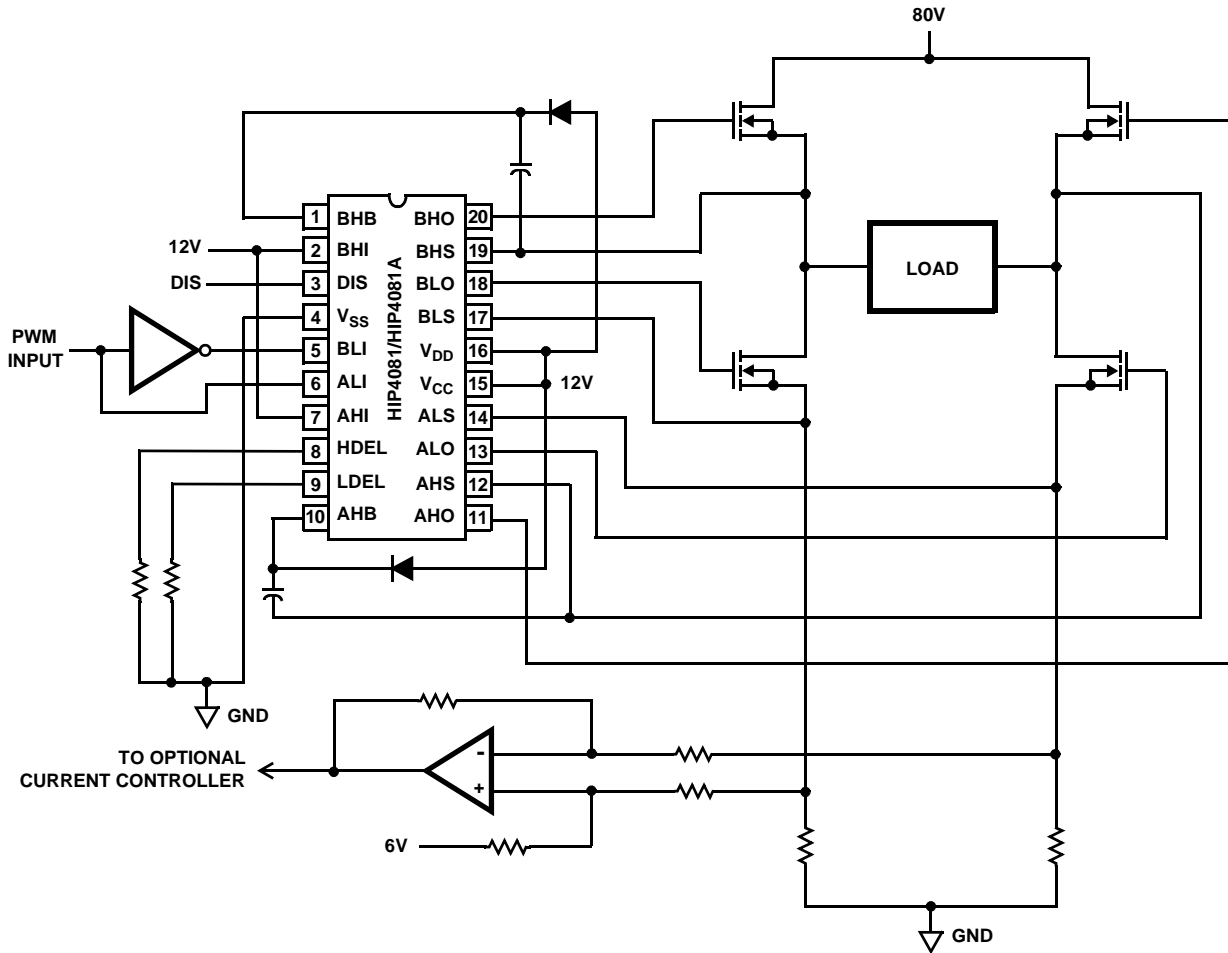 80V
1 BHB BHO 20
12V 2 BHI BHS 19
DIS 3 DIS BLO 18
4 VSS BLS 17
PWM
INPUT
5 BLI VDD 16
6 ALI VCC 15 12V
7 AHI ALS 14
8 HDEL ALO 13
9 LDEL AHS 12
10 AHB AHO 11
HIP4081/HIP4081A
LOAD
GND
TO OPTIONAL
CURRENT CONTROLLER
-
+
6V
GND